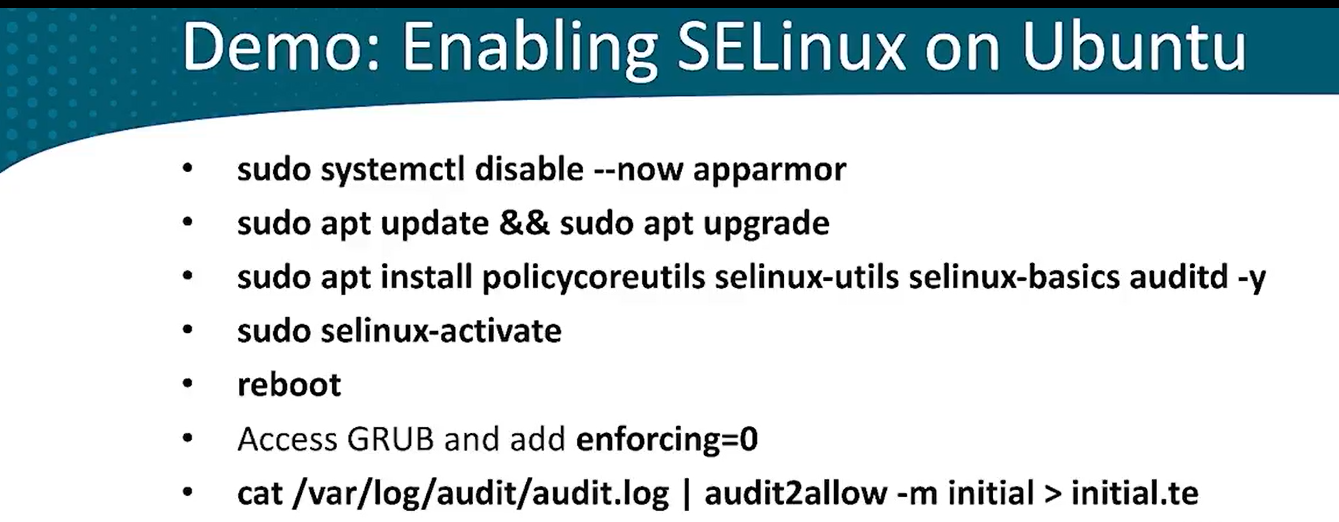 Demo: Enabling SELinux on Ubuntu
• sudo systemctl disable --now apparmor
• sudo apt update && sudo apt upgrade
• sudo apt install policycoreutils selinux-utils selinux-basics auditd -y
• sudo selinux-activate
• reboot
• Access GRUB and add enforcing=0
• cat /var/log/audit/audit.log | audit2allow -m initial > initial.te